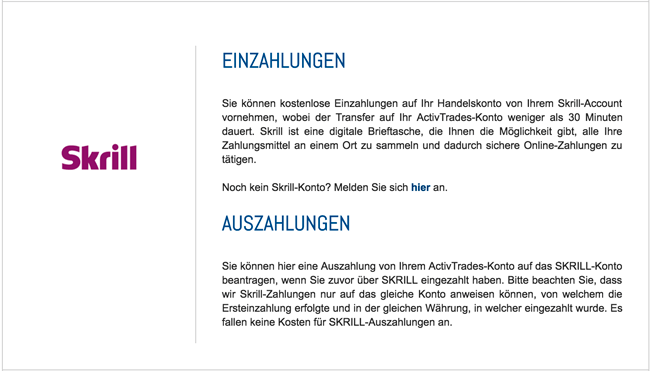 Skrill
EINZAHLUNGEN
Sie können kostenlose Einzahlungen auf Ihr Handelskonto von Ihrem Skrill-Account
vornehmen, wobei der Transfer auf Ihr ActivTrades-Konto weniger als 30 Minuten
dauert. Skrill ist eine digitale Brieftasche, die Ihnen die Möglichkeit gibt, alle Ihre
Zahlungsmittel an einem Ort zu sammeln und dadurch sichere Online-Zahlungen zu
tätigen.
Noch kein Skrill-Konto? Melden Sie sich hier an.
AUSZAHLUNGEN
Sie können hier eine Auszahlung von Ihrem ActivTrades-Konto auf das SKRILL-Konto
beantragen, wenn Sie zuvor über SKRILL eingezahlt haben. Bitte beachten Sie, dass
wir Skrill-Zahlungen nur auf das gleiche Konto anweisen können, von welchem die
Ersteinzahlung erfolgte und in der gleichen Währung, in welcher eingezahlt wurde. Es
fallen keine Kosten für SKRILL-Auszahlungen an.